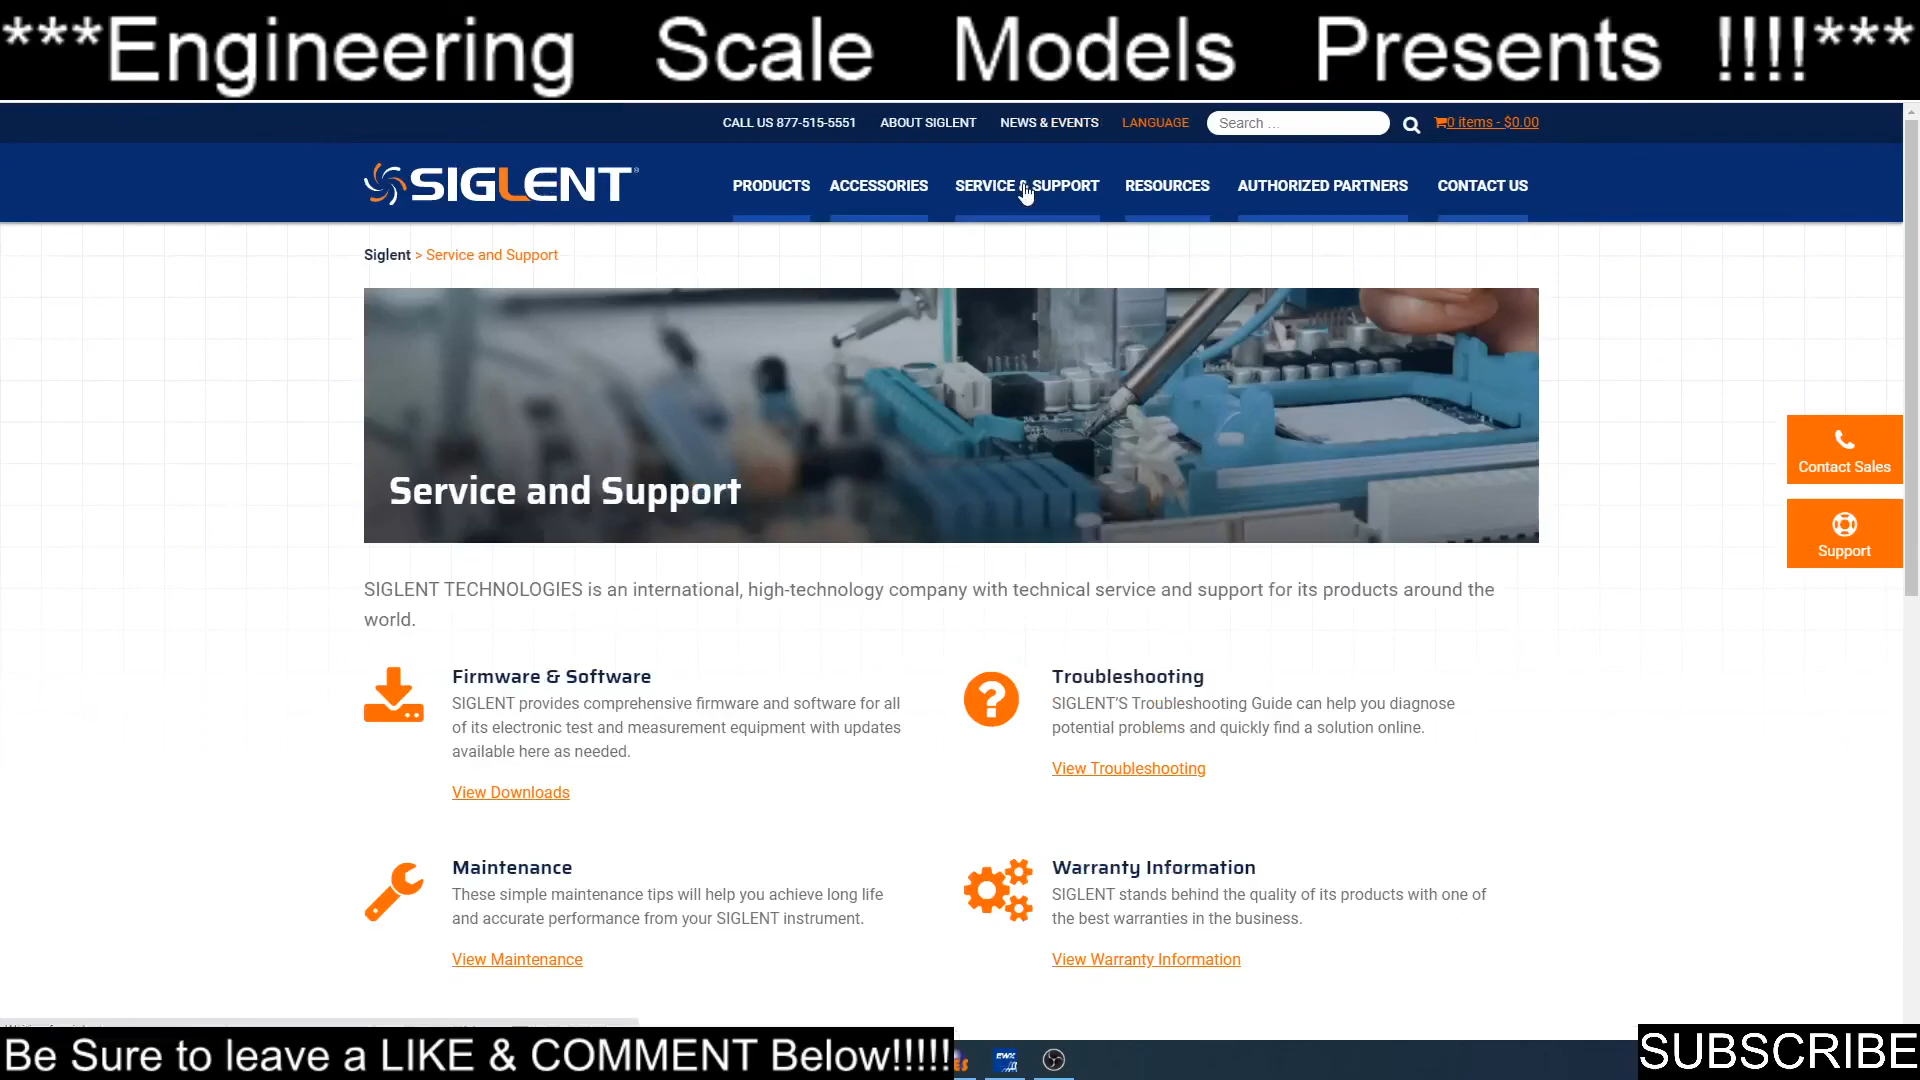 ***Engineering Scale Models Presents !!!!***
CALL US 877-515-5551 ABOUT SIGLENT NEWS & EVENTS LANGUAGE Search ... 0 items - $0.00
SIGLENT
PRODUCTS ACCESSORIES SERVICE & SUPPORT RESOURCES AUTHORIZED PARTNERS CONTACT US
Siglent > Service and Support
Service and Support
Contact Sales
Support
SIGLENT TECHNOLOGIES is an international, high-technology company with technical service and support for its products around the
world.
Firmware & Software
SIGLENT provides comprehensive firmware and software for all
of its electronic test and measurement equipment with updates
available here as needed.
View Downloads
Troubleshooting
SIGLENT'S Troubleshooting Guide can help you diagnose
potential problems and quickly find a solution online.
View Troubleshooting
Maintenance
These simple maintenance tips will help you achieve long life
and accurate performance from your SIGLENT instrument.
View Maintenance
Warranty Information
SIGLENT stands behind the quality of its products with one of
the best warranties in the business.
View Warranty Information
Be Sure to leave a LIKE & COMMENT Below!!!!!
SUBSCRIBE